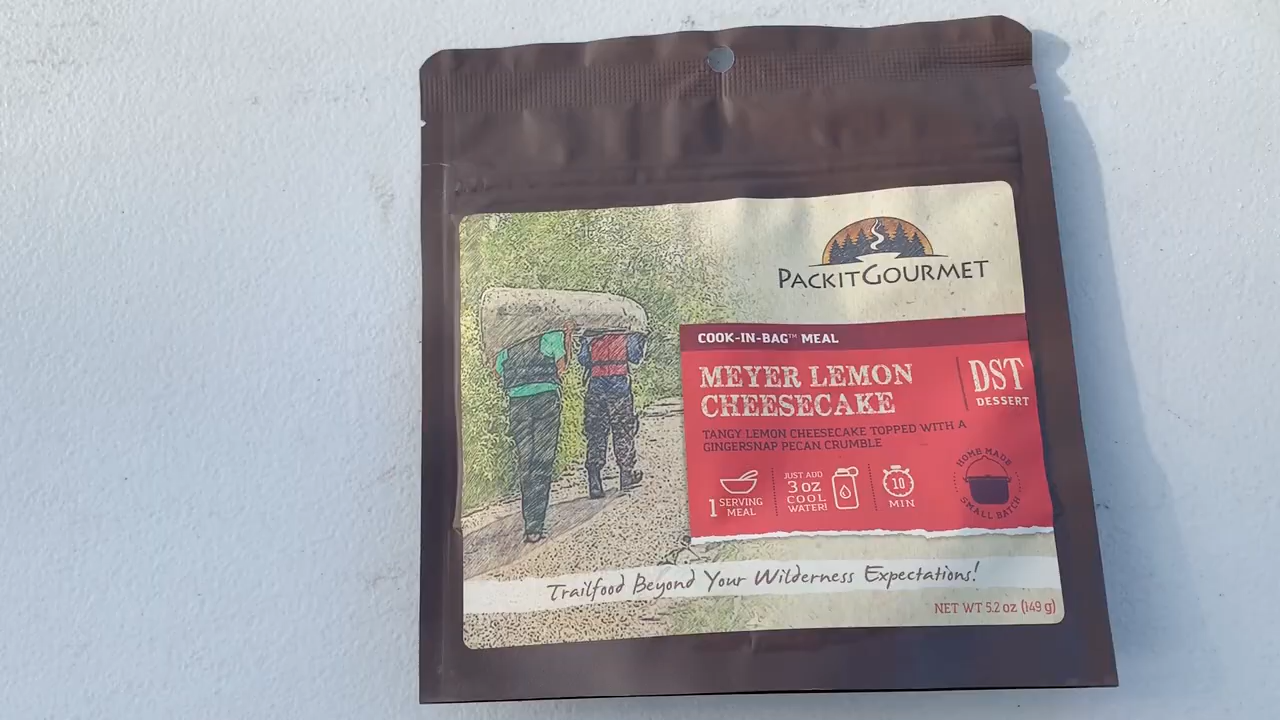 PACKITGOURMET
COOK-IN-BAG™ MEAL
MEYER LEMON
CHEESECAKE
DST
DESSERT
TANGY LEMON CHEESECAKE TOPPED WITH A
GINGERSNAP PECAN CRUMBLE
1 SERVING
MEAL
JUST ADD
3 OZ
COOL
WATER!
10
MIN
HOME MADE
SMALL BATCH
Trailfood Beyond Your Wilderness Expectations!
NET WT 5.2 oz (149 g)